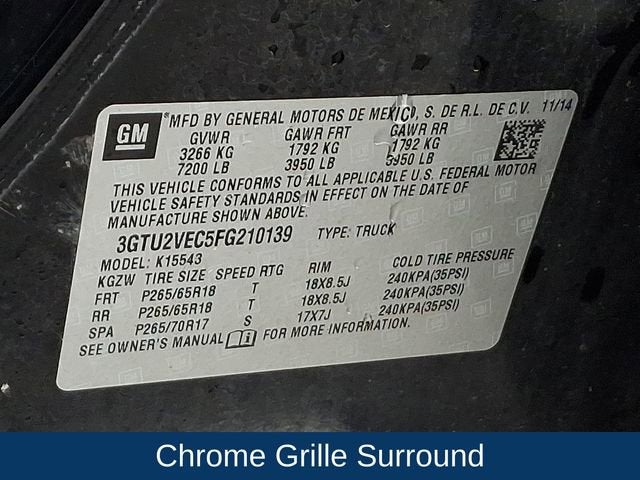 GM
MFD BY GENERAL MOTORS DE MEXICO, S. DE R.L. DE C.V. 11/14
GVWR GAWR FRT GAWR RR
3266 KG 1792 KG 1792 KG
7200 LB 3950 LB 3950 LB
THIS VEHICLE CONFORMS TO ALL APPLICABLE U.S. FEDERAL MOTOR
VEHICLE SAFETY STANDARDS IN EFFECT ON THE DATE OF
MANUFACTURE SHOWN ABOVE.
3GTU2VEC5FG210139 TYPE: TRUCK
MODEL: K15543
KGZW TIRE SIZE SPEED RTG RIM COLD TIRE PRESSURE
FRT P265/65R18 T 18X8.5J 240KPA(35PSI)
RR P265/65R18 T 18X8.5J 240KPA(35PSI)
SPA P265/70R17 S 17X7J 240KPA(35PSI)
SEE OWNER'S MANUAL FOR MORE INFORMATION.
Chrome Grille Surround